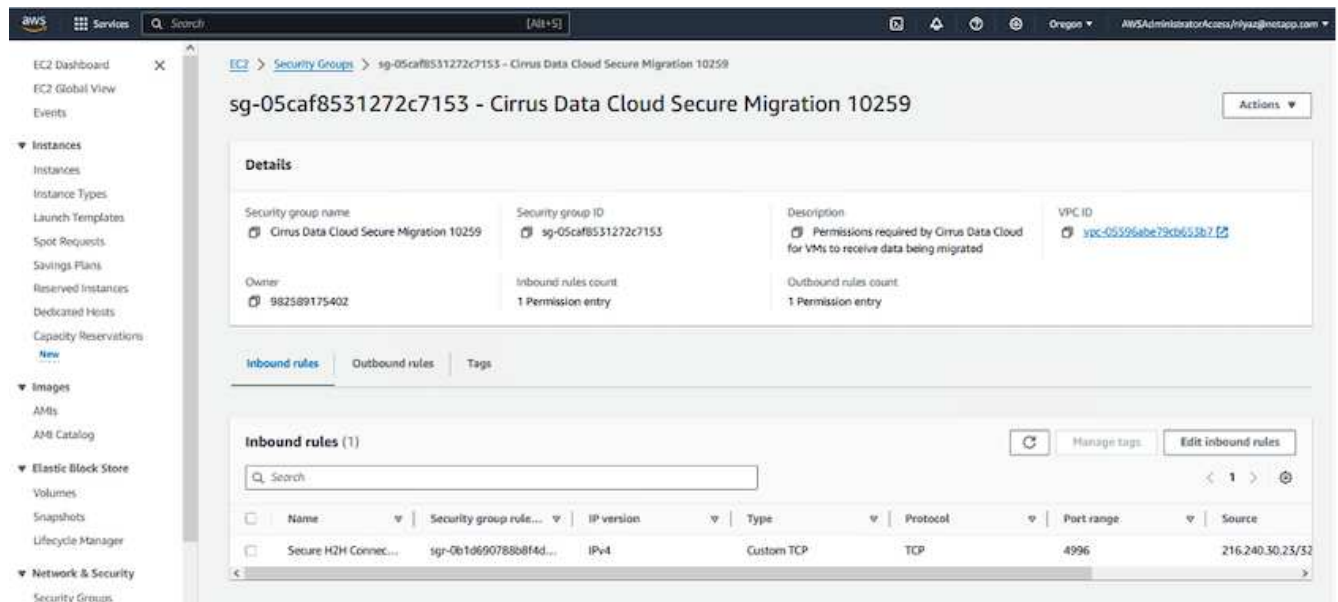 aws Services Search [Alt+S] Oregon AWSAdministratorAccess/niyaz@netapp.com
EC2 Dashboard
EC2 Global View
Events
Instances
Instances
Instance Types
Launch Templates
Spot Requests
Savings Plans
Reserved Instances
Dedicated Hosts
Capacity Reservations
New
Images
AMIs
AMI Catalog
Elastic Block Store
Volumes
Snapshots
Lifecycle Manager
Network & Security
Security Groups
EC2 > Security Groups > sg-05caf8531272c7153 - Cirrus Data Cloud Secure Migration 10259
sg-05caf8531272c7153 - Cirrus Data Cloud Secure Migration 10259
Actions
Details
Security group name
Cirrus Data Cloud Secure Migration 10259
Security group ID
sg-05caf8531272c7153
Description
Permissions required by Cirrus Data Cloud
for VMs to receive data being migrated
VPC ID
vpc-05596abe79cb653b7
Owner
982589175402
Inbound rules count
1 Permission entry
Outbound rules count
1 Permission entry
Inbound rules Outbound rules Tags
Inbound rules (1)
Manage tags Edit inbound rules
Search
1
Name Security group rule... IP version Type Protocol Port range Source
Secure H2H Connec... sgr-0b1d690788b8f4d... IPv4 Custom TCP TCP 4996 216.240.30.23/32